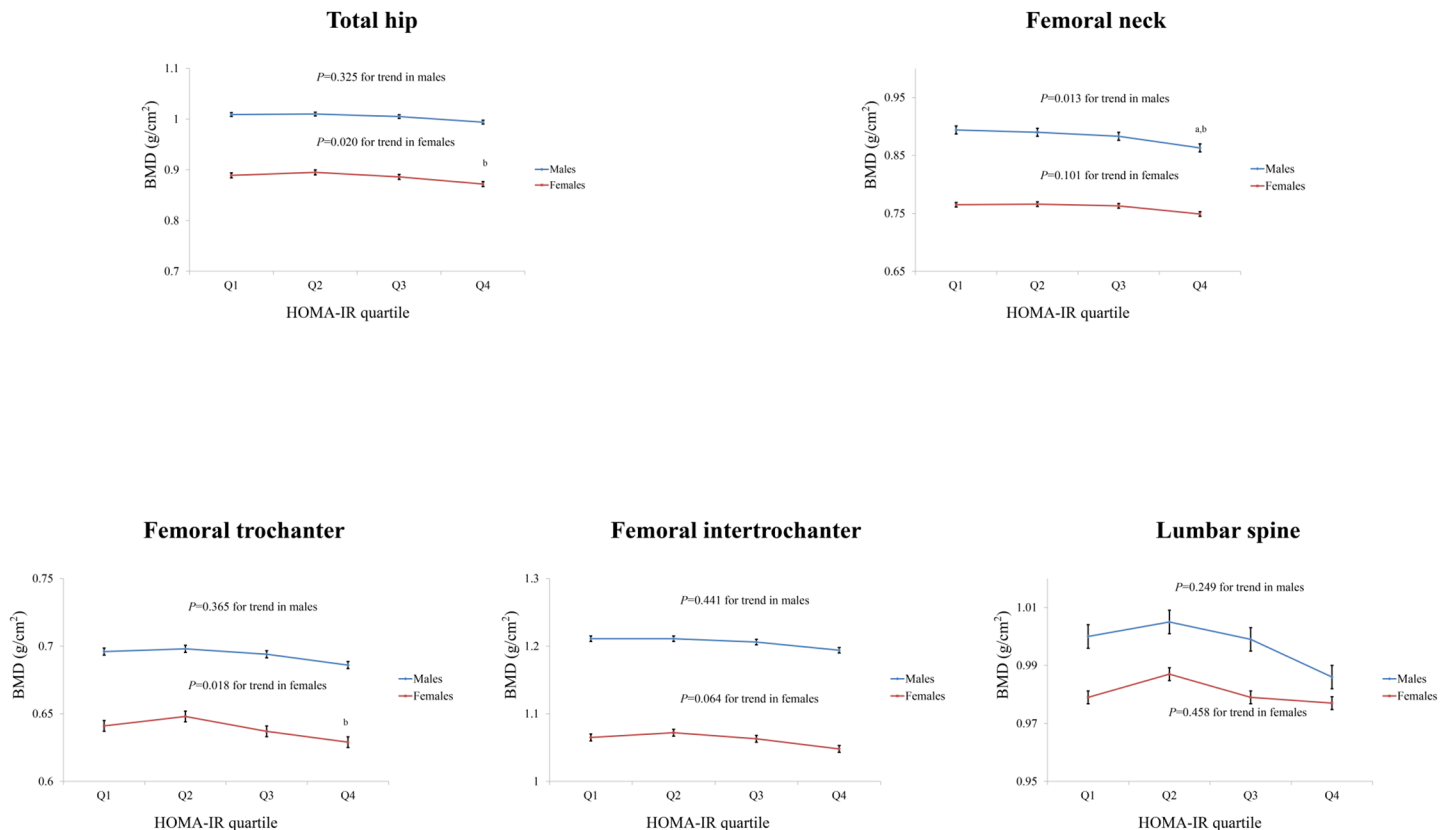 Total hip
BMD (g/cm²)
1.1
1
0.9
0.8
0.7
P=0.325 for trend in males
P=0.020 for trend in females
b
Males
Females
Q1 Q2 Q3 Q4
HOMA-IR quartile
Femoral neck
BMD (g/cm²)
0.95
0.85
0.75
0.65
P=0.013 for trend in males
a,b
P=0.101 for trend in females
Males
Females
Q1 Q2 Q3 Q4
HOMA-IR quartile
Femoral trochanter
BMD (g/cm²)
0.75
0.7
0.65
0.6
P=0.365 for trend in males
P=0.018 for trend in females
b
Males
Females
Q1 Q2 Q3 Q4
HOMA-IR quartile
Femoral intertrochanter
BMD (g/cm²)
1.3
1.2
1.1
1
P=0.441 for trend in males
P=0.064 for trend in females
Males
Females
Q1 Q2 Q3 Q4
HOMA-IR quartile
Lumbar spine
BMD (g/cm²)
1.01
0.99
0.97
0.95
P=0.249 for trend in males
P=0.458 for trend in females
Males
Females
Q1 Q2 Q3 Q4
HOMA-IR quartile